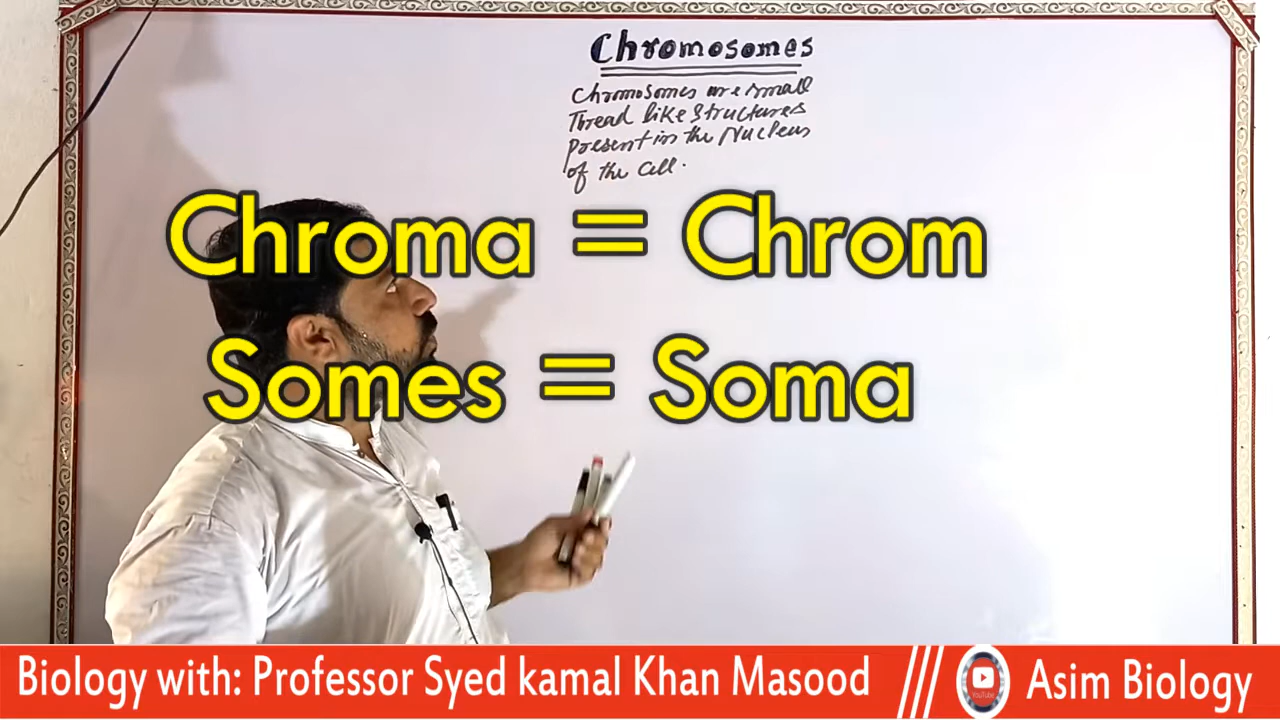 Chromosomes
Chromosomes are small
Thread like structures
present in the Nucleus
of the cell.
Chroma = Chrom
Somes = Soma
Biology with: Professor Syed kamal Khan Masood
YouTube
Asim Biology